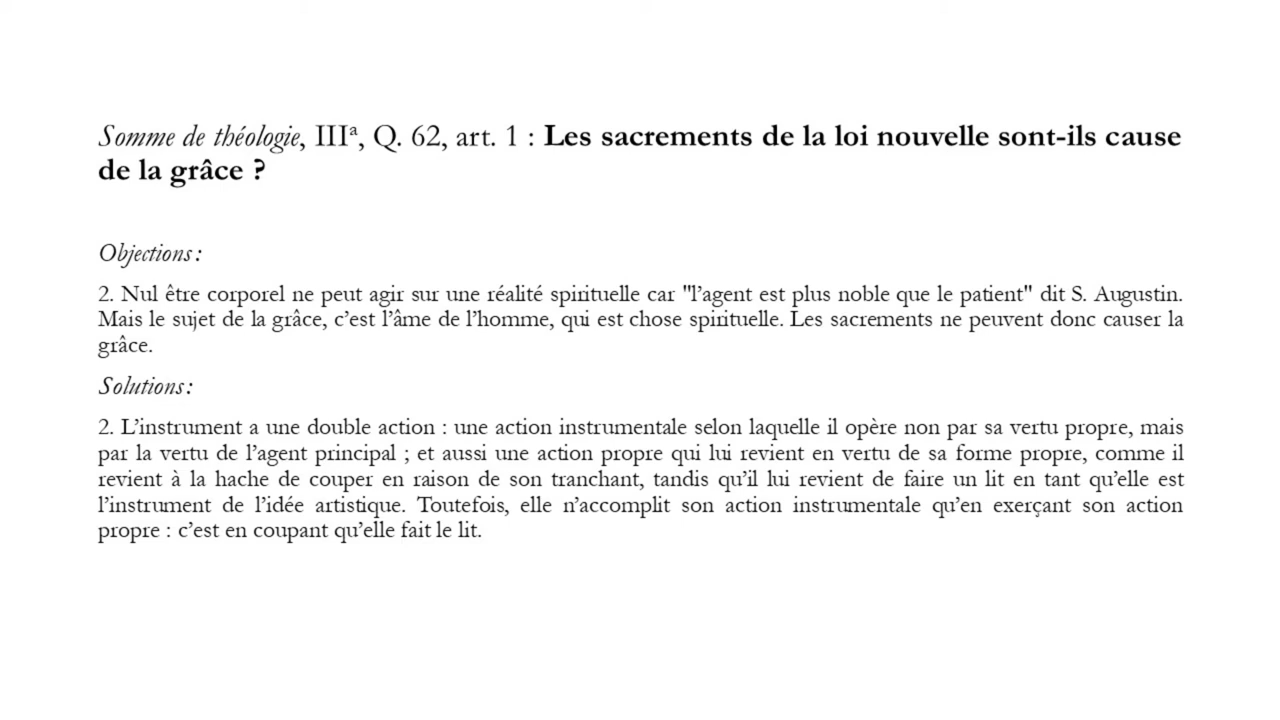 Somme de théologie, IIIª, Q. 62, art. 1 : Les sacrements de la loi nouvelle sont-ils cause
de la grâce ?
Objections :
2. Nul être corporel ne peut agir sur une réalité spirituelle car "l’agent est plus noble que le patient" dit S. Augustin.
Mais le sujet de la grâce, c’est l’âme de l’homme, qui est chose spirituelle. Les sacrements ne peuvent donc causer la
grâce.
Solutions :
2. L’instrument a une double action : une action instrumentale selon laquelle il opère non par sa vertu propre, mais
par la vertu de l’agent principal ; et aussi une action propre qui lui revient en vertu de sa forme propre, comme il
revient à la hache de couper en raison de son tranchant, tandis qu’il lui revient de faire un lit en tant qu’elle est
l’instrument de l’idée artistique. Toutefois, elle n’accomplit son action instrumentale qu’en exerçant son action
propre : c’est en coupant qu’elle fait le lit.